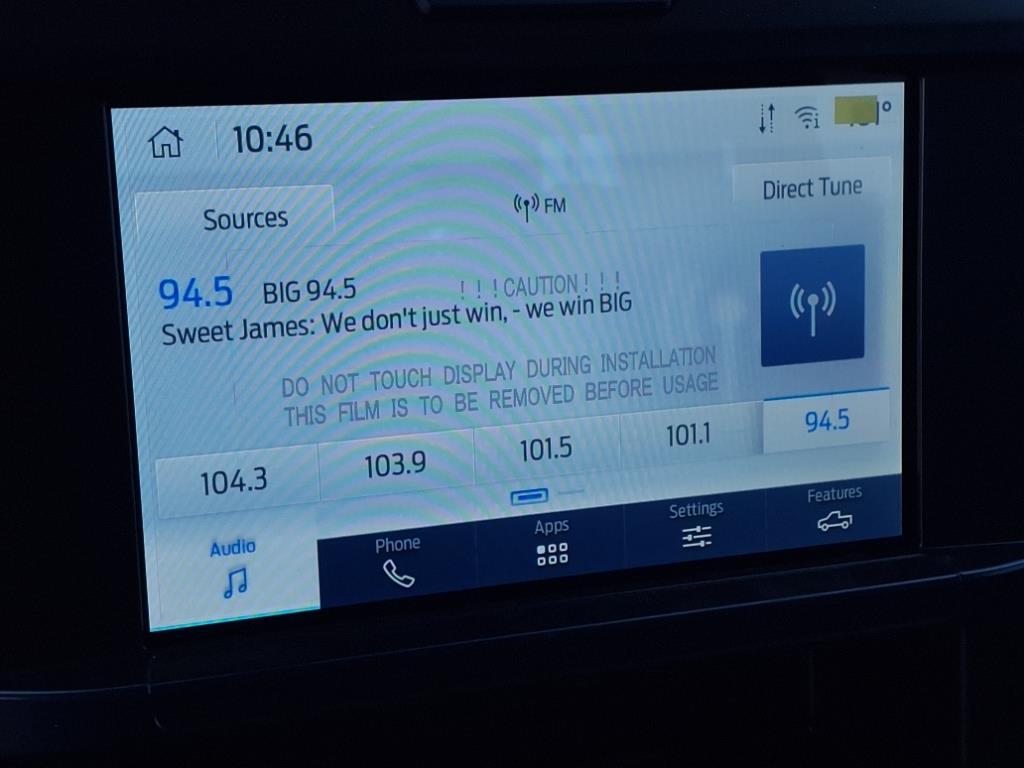 10:46
Sources
FM
Direct Tune
94.5 BIG 94.5
! ! ! CAUTION ! ! !
Sweet James: We don't just win, - we win BIG
DO NOT TOUCH DISPLAY DURING INSTALLATION
THIS FILM IS TO BE REMOVED BEFORE USAGE
104.3 103.9 101.5 101.1 94.5
Audio Phone Apps Settings Features